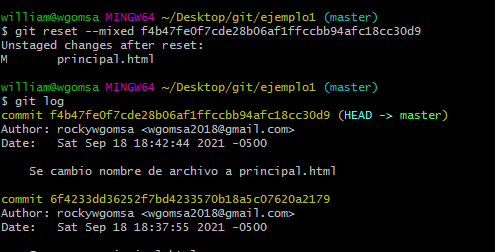 william@wgomsa MINGW64 ~/Desktop/git/ejemplo1 (master)
$ git reset --mixed f4b47fe0f7cde28b06af1ffccbb94afc18cc30d9
Unstaged changes after reset:
M       principal.html
william@wgomsa MINGW64 ~/Desktop/git/ejemplo1 (master)
$ git log
commit f4b47fe0f7cde28b06af1ffccbb94afc18cc30d9 (HEAD -> master)
Author: rockywgomsa <wgomsa2018@gmail.com>
Date:   Sat Sep 18 18:42:44 2021 -0500
Se cambio nombre de archivo a principal.html
commit 6f4233dd36252f7bd4233570b18a5c07620a2179
Author: rockywgomsa <wgomsa2018@gmail.com>
Date:   Sat Sep 18 18:37:55 2021 -0500